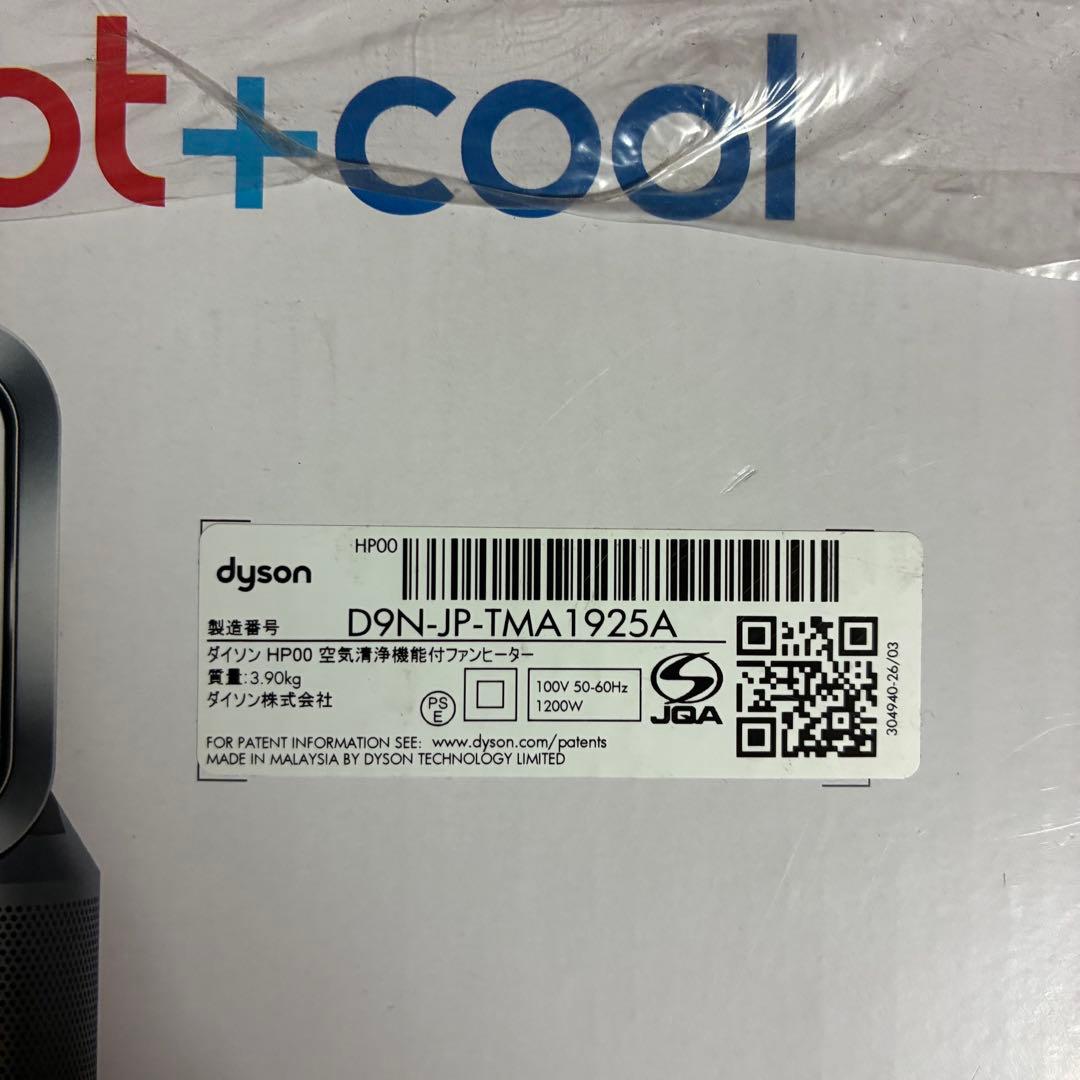 ot+cool
HP00
dyson
製造番号 D9N-JP-TMA1925A
ダイソン HP00 空気清浄機能付ファンヒーター
質量:3.90kg
ダイソン株式会社
PS
E
100V 50-60Hz
1200W
JQA
304940-26/03
FOR PATENT INFORMATION SEE: www.dyson.com/patents
MADE IN MALAYSIA BY DYSON TECHNOLOGY LIMITED